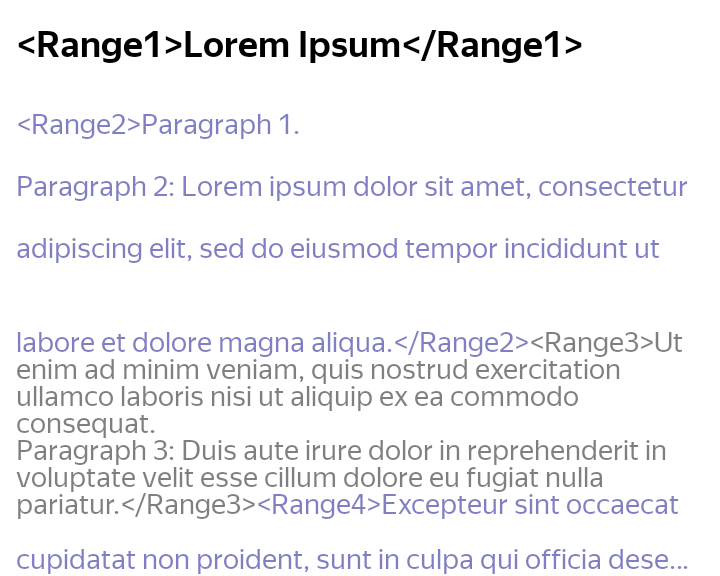 <Range1>Lorem Ipsum</Range1>
<Range2>Paragraph 1.
Paragraph 2: Lorem ipsum dolor sit amet, consectetur
adipiscing elit, sed do eiusmod tempor incididunt ut
labore et dolore magna aliqua.</Range2><Range3>Ut
enim ad minim veniam, quis nostrud exercitation
ullamco laboris nisi ut aliquip ex ea commodo
consequat.
Paragraph 3: Duis aute irure dolor in reprehenderit in
voluptate velit esse cillum dolore eu fugiat nulla
pariatur.</Range3><Range4>Excepteur sint occaecat
cupidatat non proident, sunt in culpa qui officia dese...